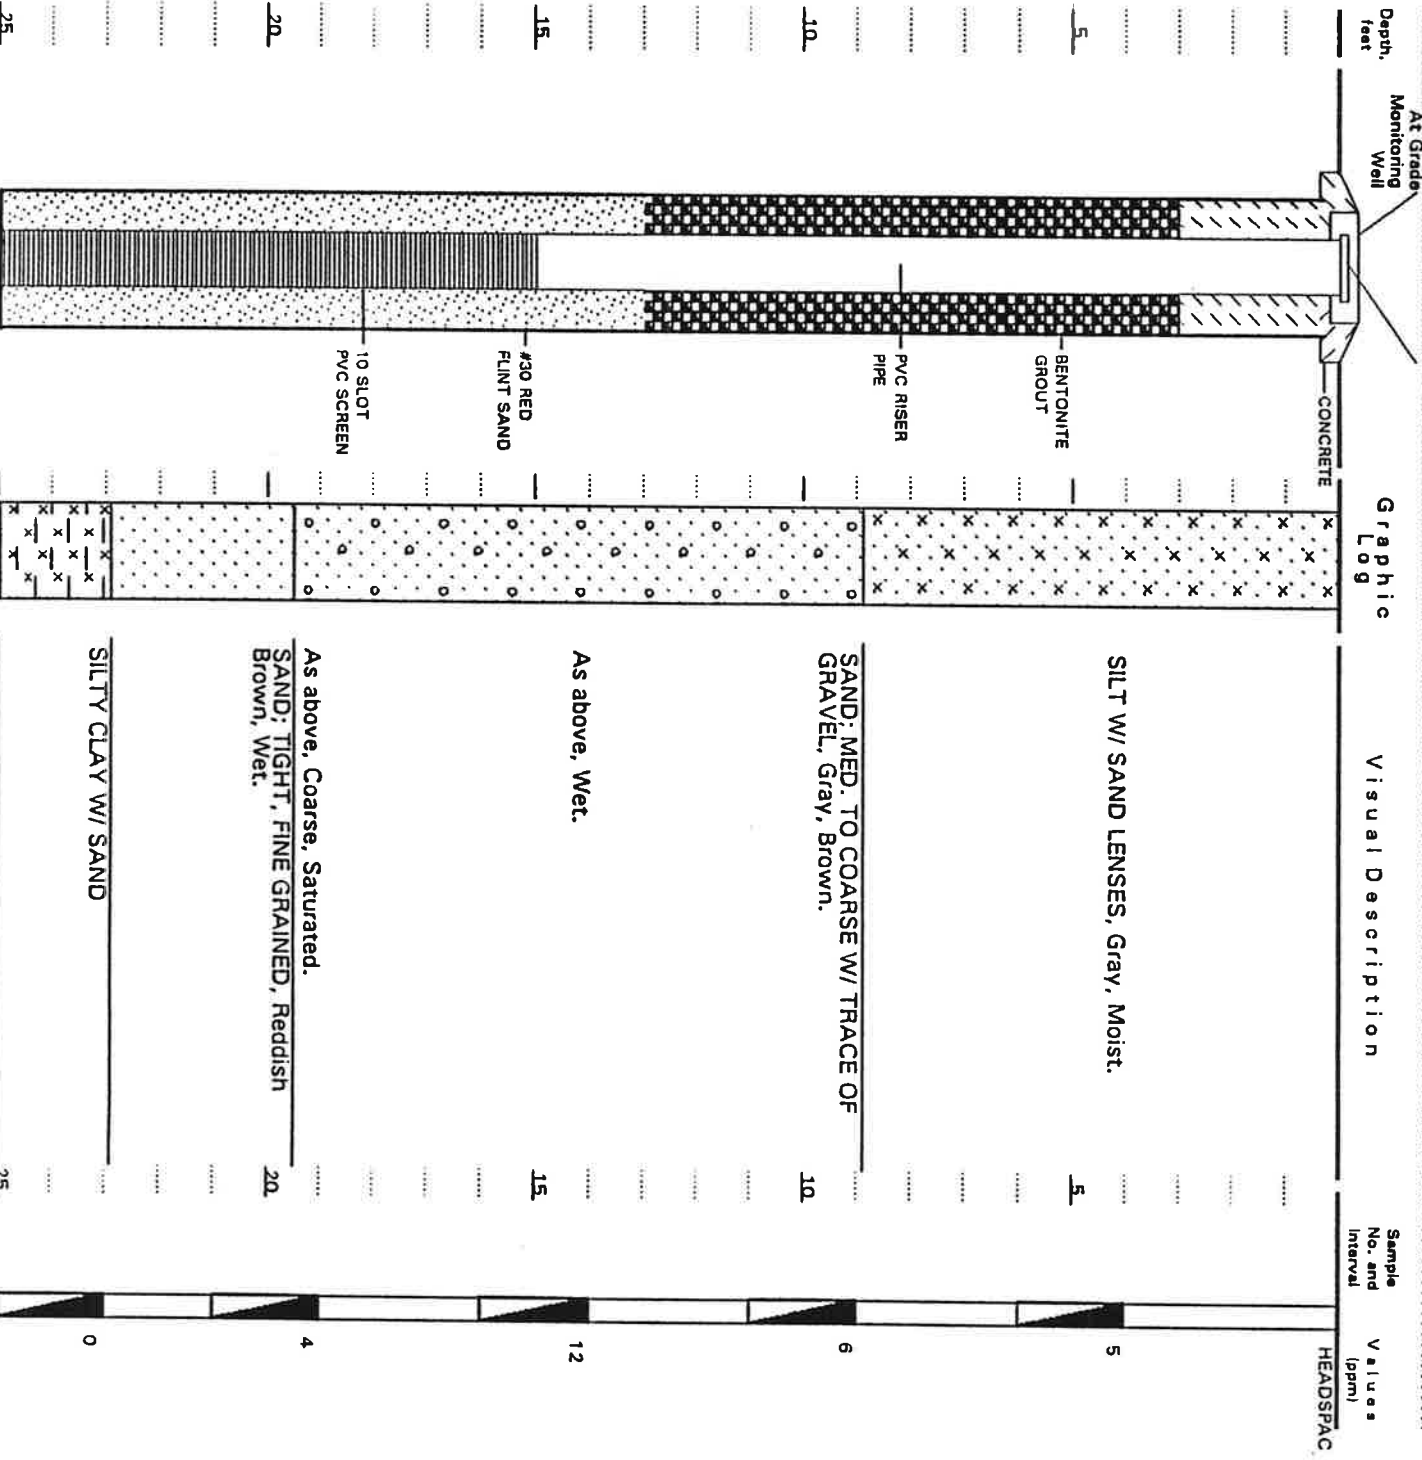 Depth,
feet
At Grade
Monitoring
Well
Graphic
Log
Visual Description
Sample
No. and
Interval
Values
(ppm)
HEADSPAC
CONCRETE
5
BENTONITE
GROUT
SILT W/ SAND LENSES, Gray, Moist.
5
5
PVC RISER
PIPE
10
SAND; MED. TO COARSE W/ TRACE OF
GRAVEL, Gray, Brown.
10
6
As above, Wet.
12
15
#30 RED
FLINT SAND
15
10 SLOT
PVC SCREEN
As above, Coarse, Saturated.
4
20
SAND; TIGHT, FINE GRAINED, Reddish
Brown, Wet.
20
SILTY CLAY W/ SAND
0
25
25